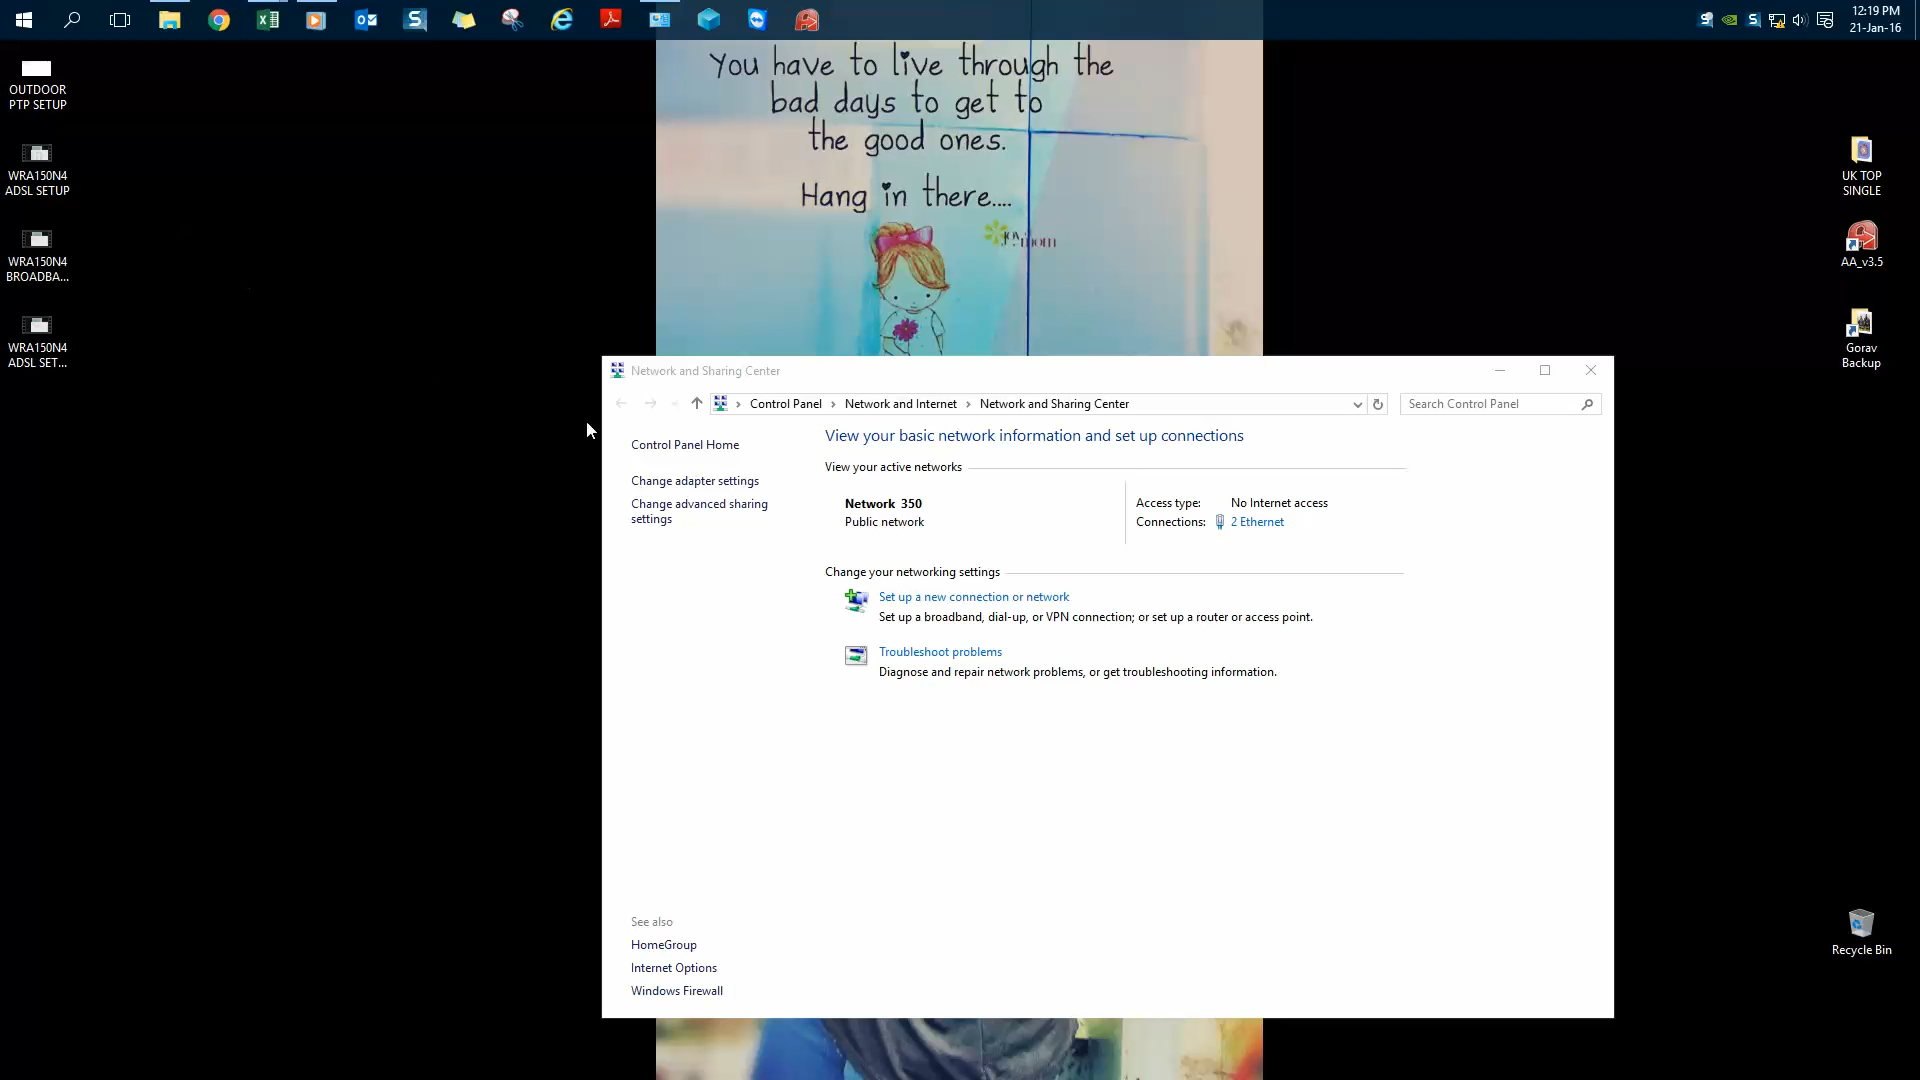 12:19 PM
21-Jan-16
OUTDOOR
PTP SETUP
WRA150N4
ADSL SETUP
WRA150N4
BROADBA...
WRA150N4
ADSL SET...
You have to live through the
bad days to get to
the good ones.
Hang in there....
UK TOP
SINGLE
AA_v3.5
Gorav
Backup
Recycle Bin
Network and Sharing Center
Control Panel > Network and Internet > Network and Sharing Center
Search Control Panel
Control Panel Home
Change adapter settings
Change advanced sharing
settings
View your basic network information and set up connections
View your active networks
Network 350
Public network
Access type: No Internet access
Connections: 2 Ethernet
Change your networking settings
Set up a new connection or network
Set up a broadband, dial-up, or VPN connection; or set up a router or access point.
Troubleshoot problems
Diagnose and repair network problems, or get troubleshooting information.
See also
HomeGroup
Internet Options
Windows Firewall